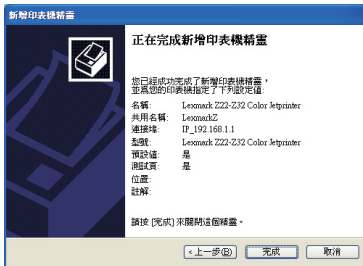 新增印表機精靈
正在完成新增印表機精靈
您已經成功完成了新增印表機精靈。
並為您的印表機指定了下列設定值:
名稱: Lexmark Z22-Z32 Color Jetprinter
共用名稱: LexmarkZ
連接埠: IP_192.168.1.1
型號: Lexmark Z22-Z32 Color Jetprinter
預設值: 是
測試頁: 是
位置:
註解:
請按 [完成] 來關閉這個精靈。
<上一步(B)
完成
取消